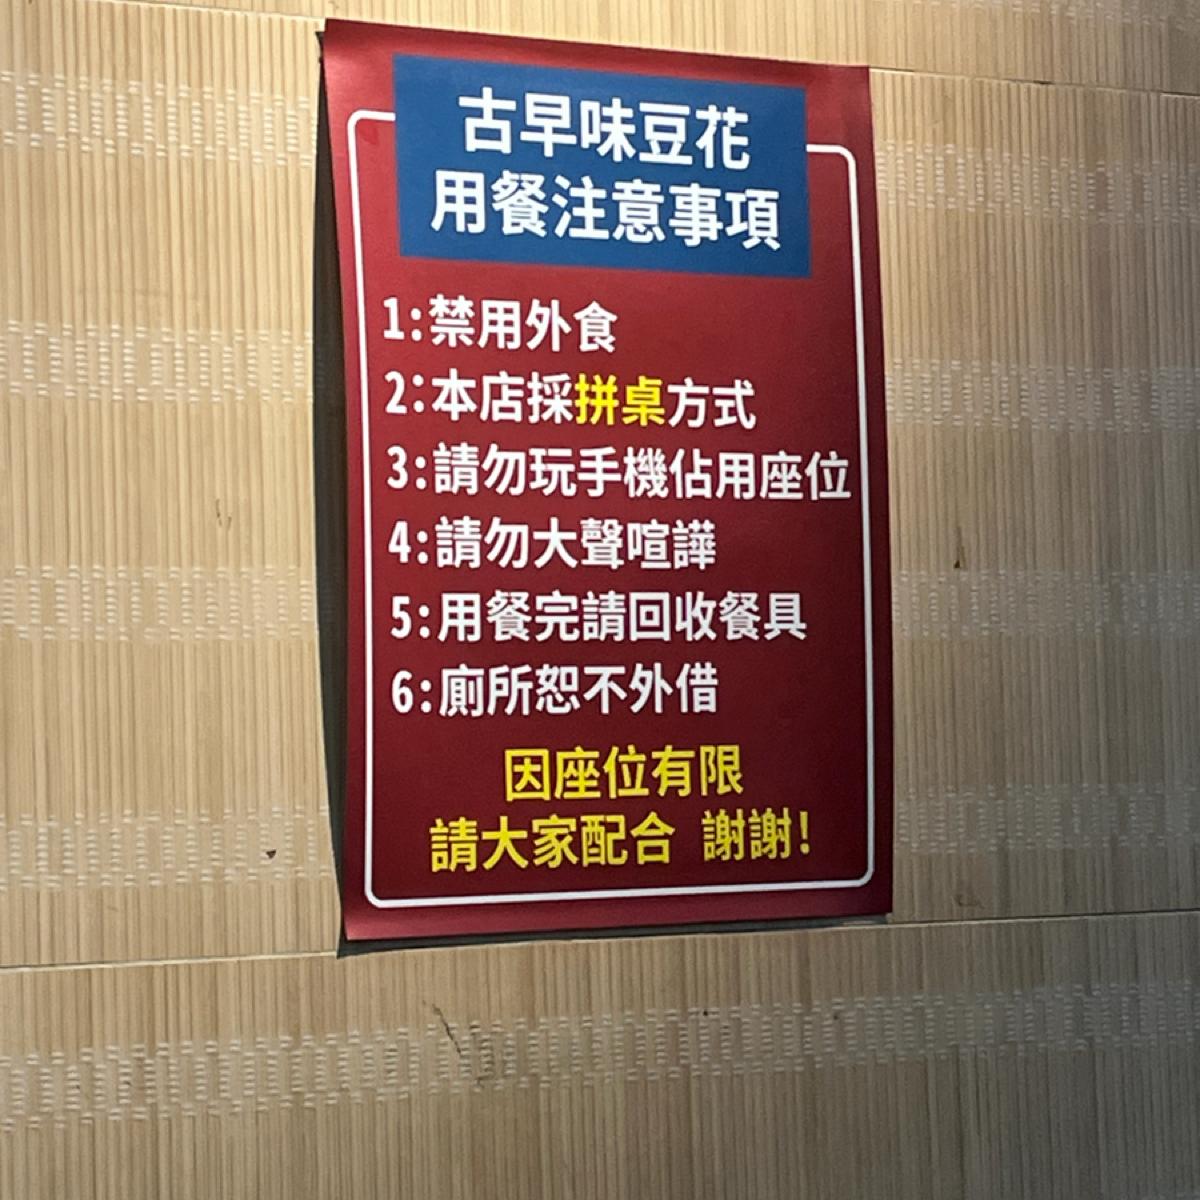 古早味豆花
用餐注意事項
1:禁用外食
2:本店採拼桌方式
3:請勿玩手機佔用座位
4:請勿大聲喧譁
5:用餐完請回收餐具
6:廁所恕不外借
因座位有限
請大家配合 謝謝!